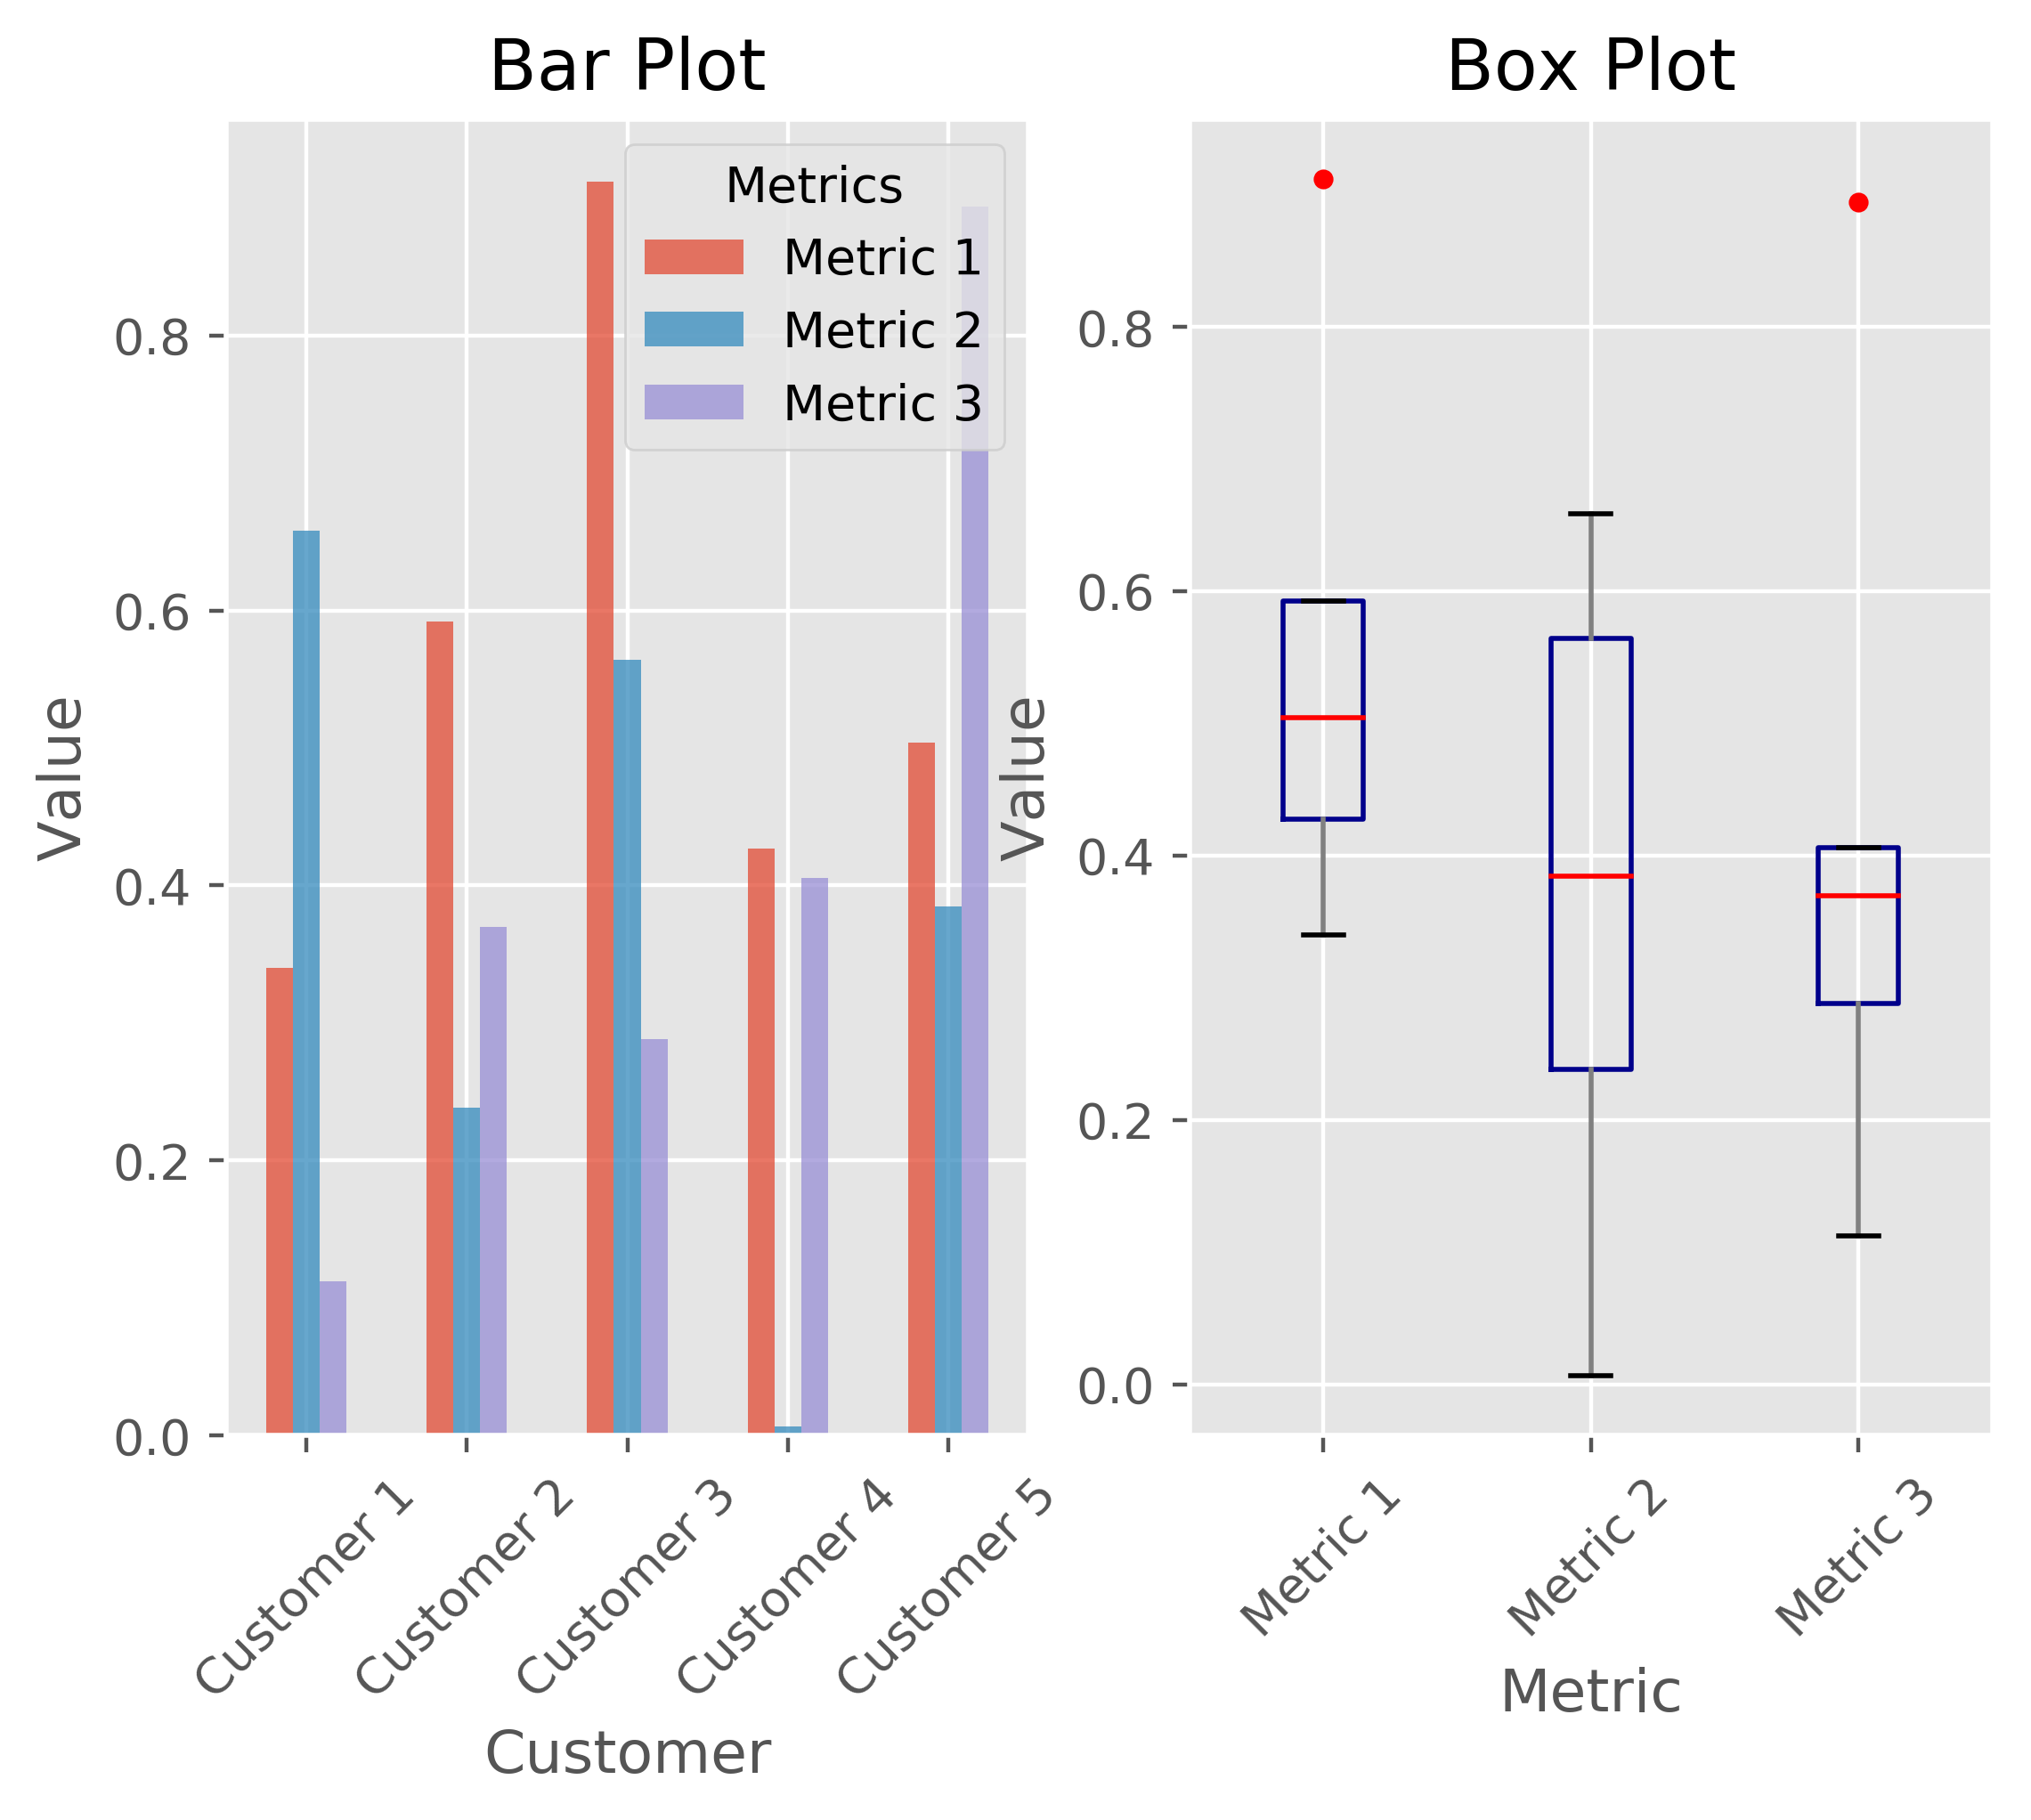 Bar Plot
Metrics
Metric 1
Metric 2
Metric 3
0.8
0.6
0.4
0.2
0.0
Value
Customer 1
Customer 2
Customer 3
Customer 4
Customer 5
Customer
Box Plot
0.8
0.6
0.4
0.2
0.0
Value
Metric 1
Metric 2
Metric 3
Metric